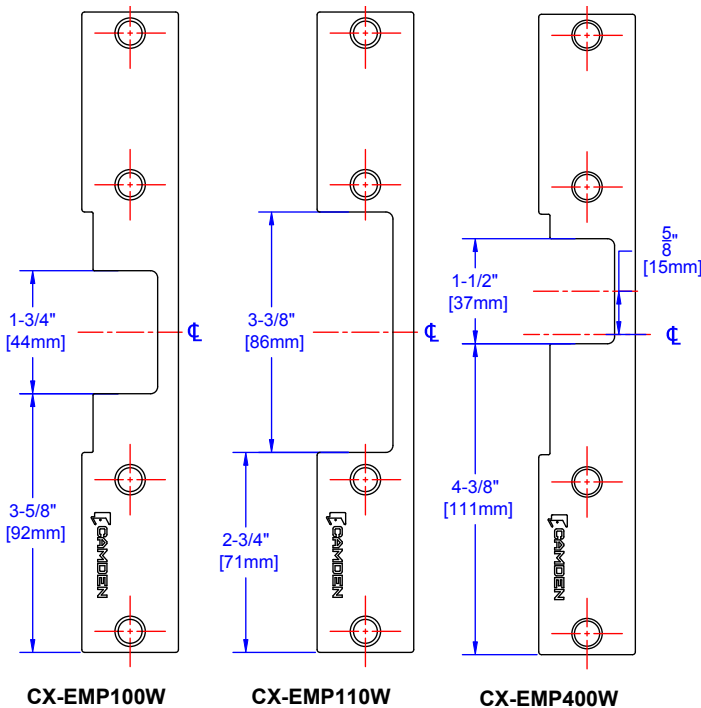 1-3/4"
[44mm]
℄
3-5/8"
[92mm]
CAMDEN
CX-EMP100W
3-3/8"
[86mm]
℄
2-3/4"
[71mm]
CAMDEN
CX-EMP110W
5/8"
[15mm]
1-1/2"
[37mm]
℄
4-3/8"
[111mm]
CAMDEN
CX-EMP400W